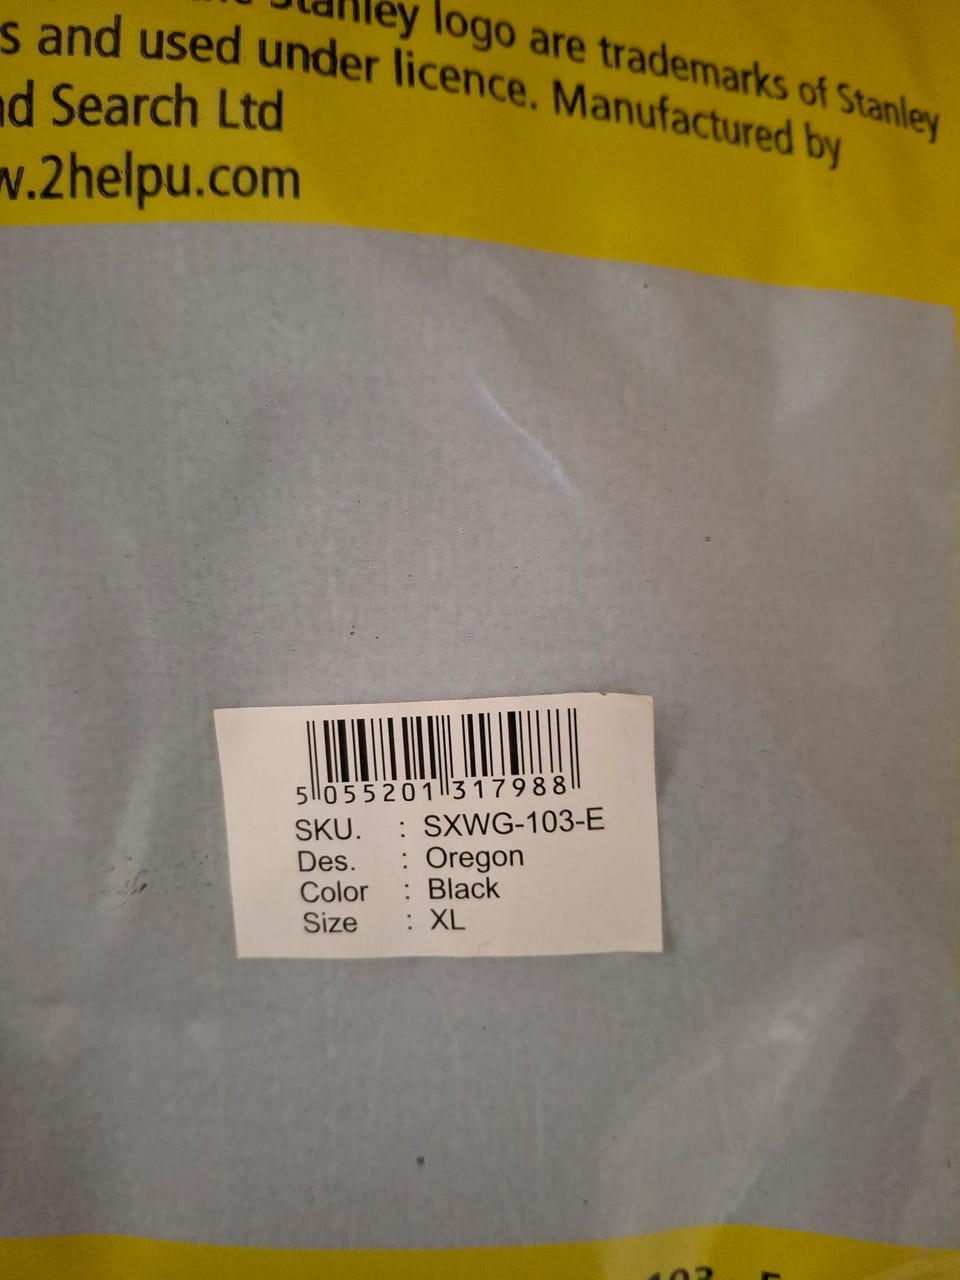 Stanley logo are trademarks of Stanley
s and used under licence. Manufactured by
d Search Ltd
w.2helpu.com
5 055201 317988
SKU. : SXWG-103-E
Des. : Oregon
Color : Black
Size : XL